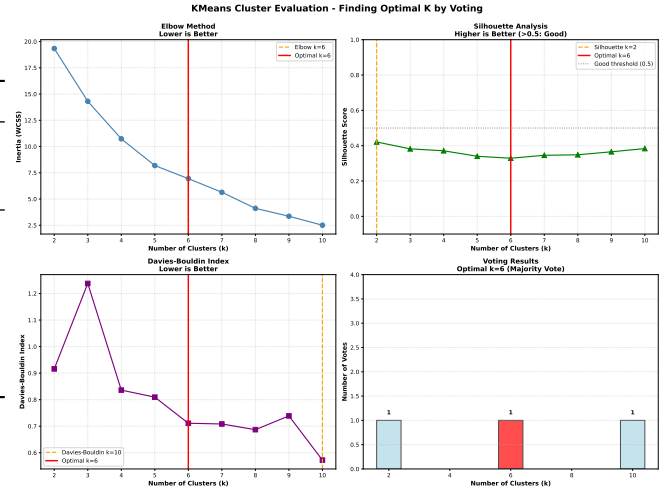 KMeans Cluster Evaluation - Finding Optimal K by Voting
Elbow Method
Lower is Better
Elbow k=6
Optimal k=6
Inertia (WCSS)
20.0
17.5
15.0
12.5
10.0
7.5
5.0
2.5
2 3 4 5 6 7 8 9 10
Number of Clusters (k)
Silhouette Analysis
Higher is Better (>0.5: Good)
Silhouette k=2
Optimal k=6
Good threshold (0.5)
Silhouette Score
1.0
0.8
0.6
0.4
0.2
0.0
2 3 4 5 6 7 8 9 10
Number of Clusters (k)
Davies-Bouldin Index
Lower is Better
Davies-Bouldin Index
1.2
1.1
1.0
0.9
0.8
0.7
0.6
Davies-Bouldin k=10
Optimal k=6
2 3 4 5 6 7 8 9 10
Number of Clusters (k)
Voting Results
Optimal k=6 (Majority Vote)
Number of Votes
4.0
3.5
3.0
2.5
2.0
1.5
1.0
0.5
0.0
1 1 1
2 4 6 8 10
Number of Clusters (k)